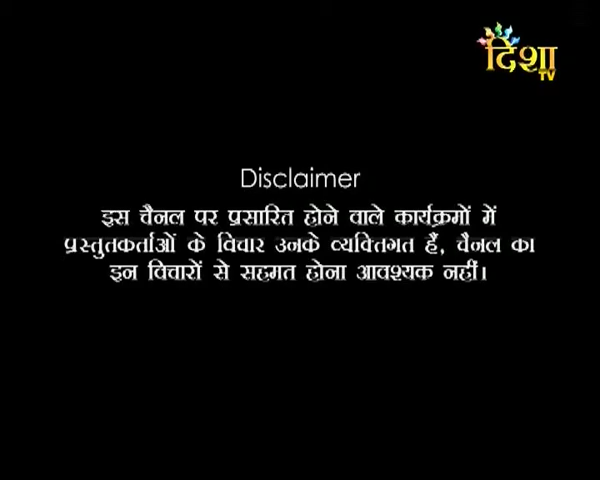 दिशा
TV
Disclaimer
इस चैनल पर प्रसारित होने वाले कार्यक्रमों में
प्रस्तुतकर्ताओं के विचार उनके व्यक्तिगत हैं, चैनल का
इन विचारों से सहमत होना आवश्यक नहीं।